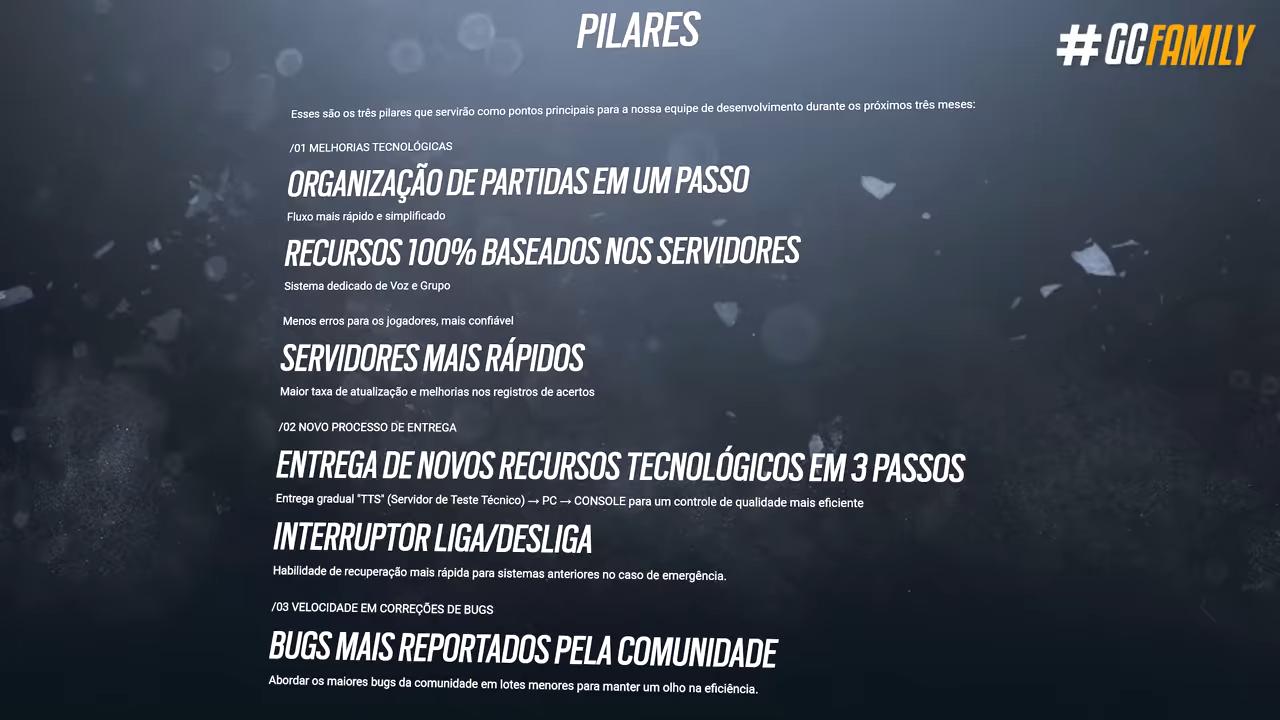 PILARES
#GCFAMILY
Esses são os três pilares que servirão como pontos principais para a nossa equipe de desenvolvimento durante os próximos três meses:
/01 MELHORIAS TECNOLÓGICAS
ORGANIZAÇÃO DE PARTIDAS EM UM PASSO
Fluxo mais rápido e simplificado
RECURSOS 100% BASEADOS NOS SERVIDORES
Sistema dedicado de Voz e Grupo
Menos erros para os jogadores, mais confiável
SERVIDORES MAIS RÁPIDOS
Maior taxa de atualização e melhorias nos registros de acertos
/02 NOVO PROCESSO DE ENTREGA
ENTREGA DE NOVOS RECURSOS TECNOLÓGICOS EM 3 PASSOS
Entrega gradual "TTS" (Servidor de Teste Técnico) → PC → CONSOLE para um controle de qualidade mais eficiente
INTERRUPTOR LIGA/DESLIGA
Habilidade de recuperação mais rápida para sistemas anteriores no caso de emergência.
/03 VELOCIDADE EM CORREÇÕES DE BUGS
BUGS MAIS REPORTADOS PELA COMUNIDADE
Abordar os maiores bugs da comunidade em lotes menores para manter um olho na eficiência.